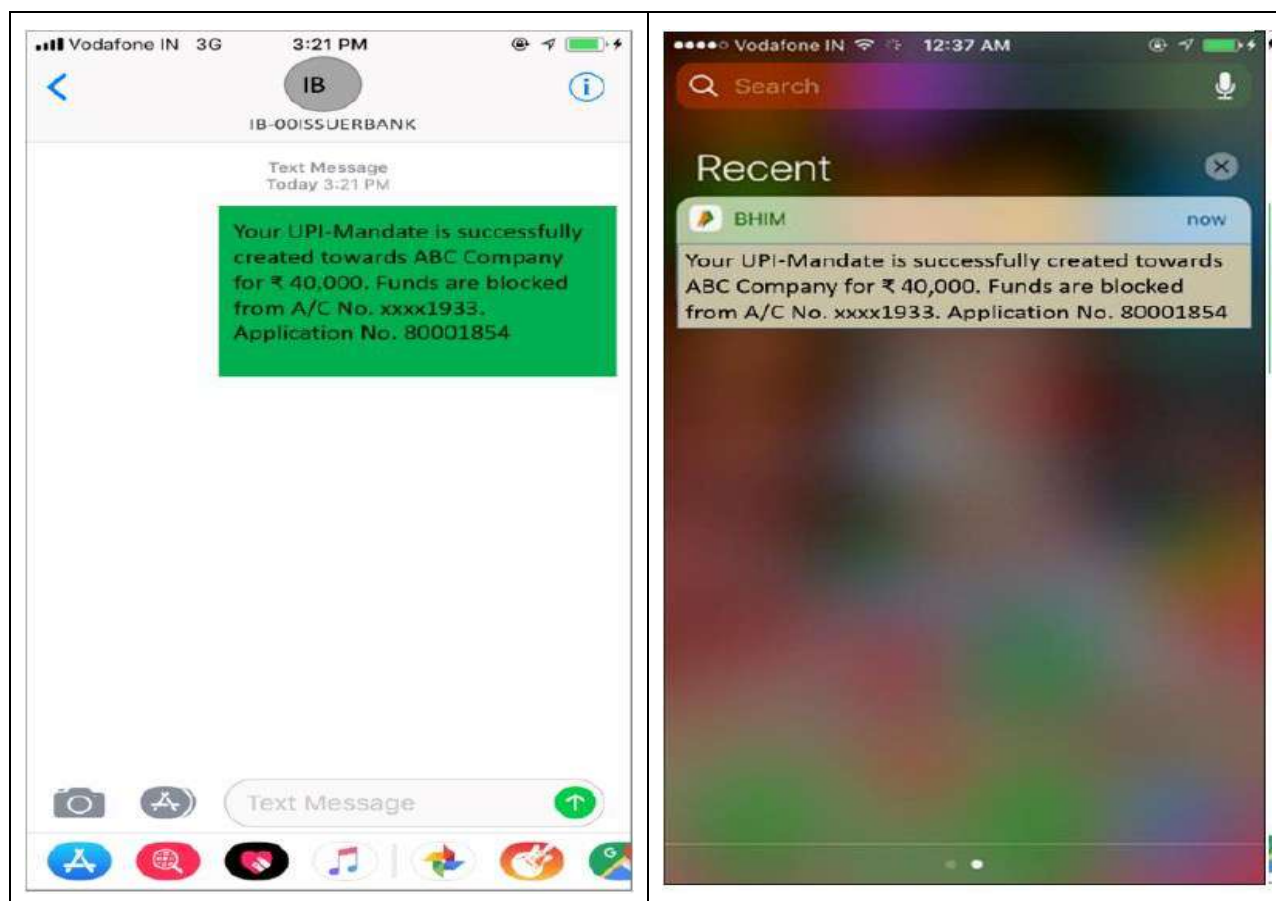 Vodafone IN 3G 3:21 PM
IB
IB-00ISSUERBANK
Text Message
Today 3:21 PM
Your UPI-Mandate is successfully
created towards ABC Company
for ₹ 40,000. Funds are blocked
from A/C No. xxxx1933.
Application No. 80001854
Text Message
Vodafone IN 12:37 AM
Search
Recent
BHIM now
Your UPI-Mandate is successfully created towards
ABC Company for ₹ 40,000. Funds are blocked
from A/C No. xxxx1933. Application No. 80001854